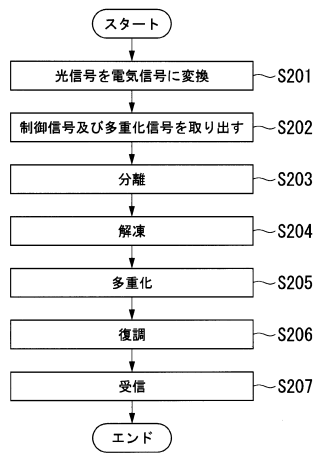 スタート
光信号を電気信号に変換
S201
制御信号及び多重化信号を取り出す
S202
分離
S203
解凍
S204
多重化
S205
復調
S206
受信
S207
エンド